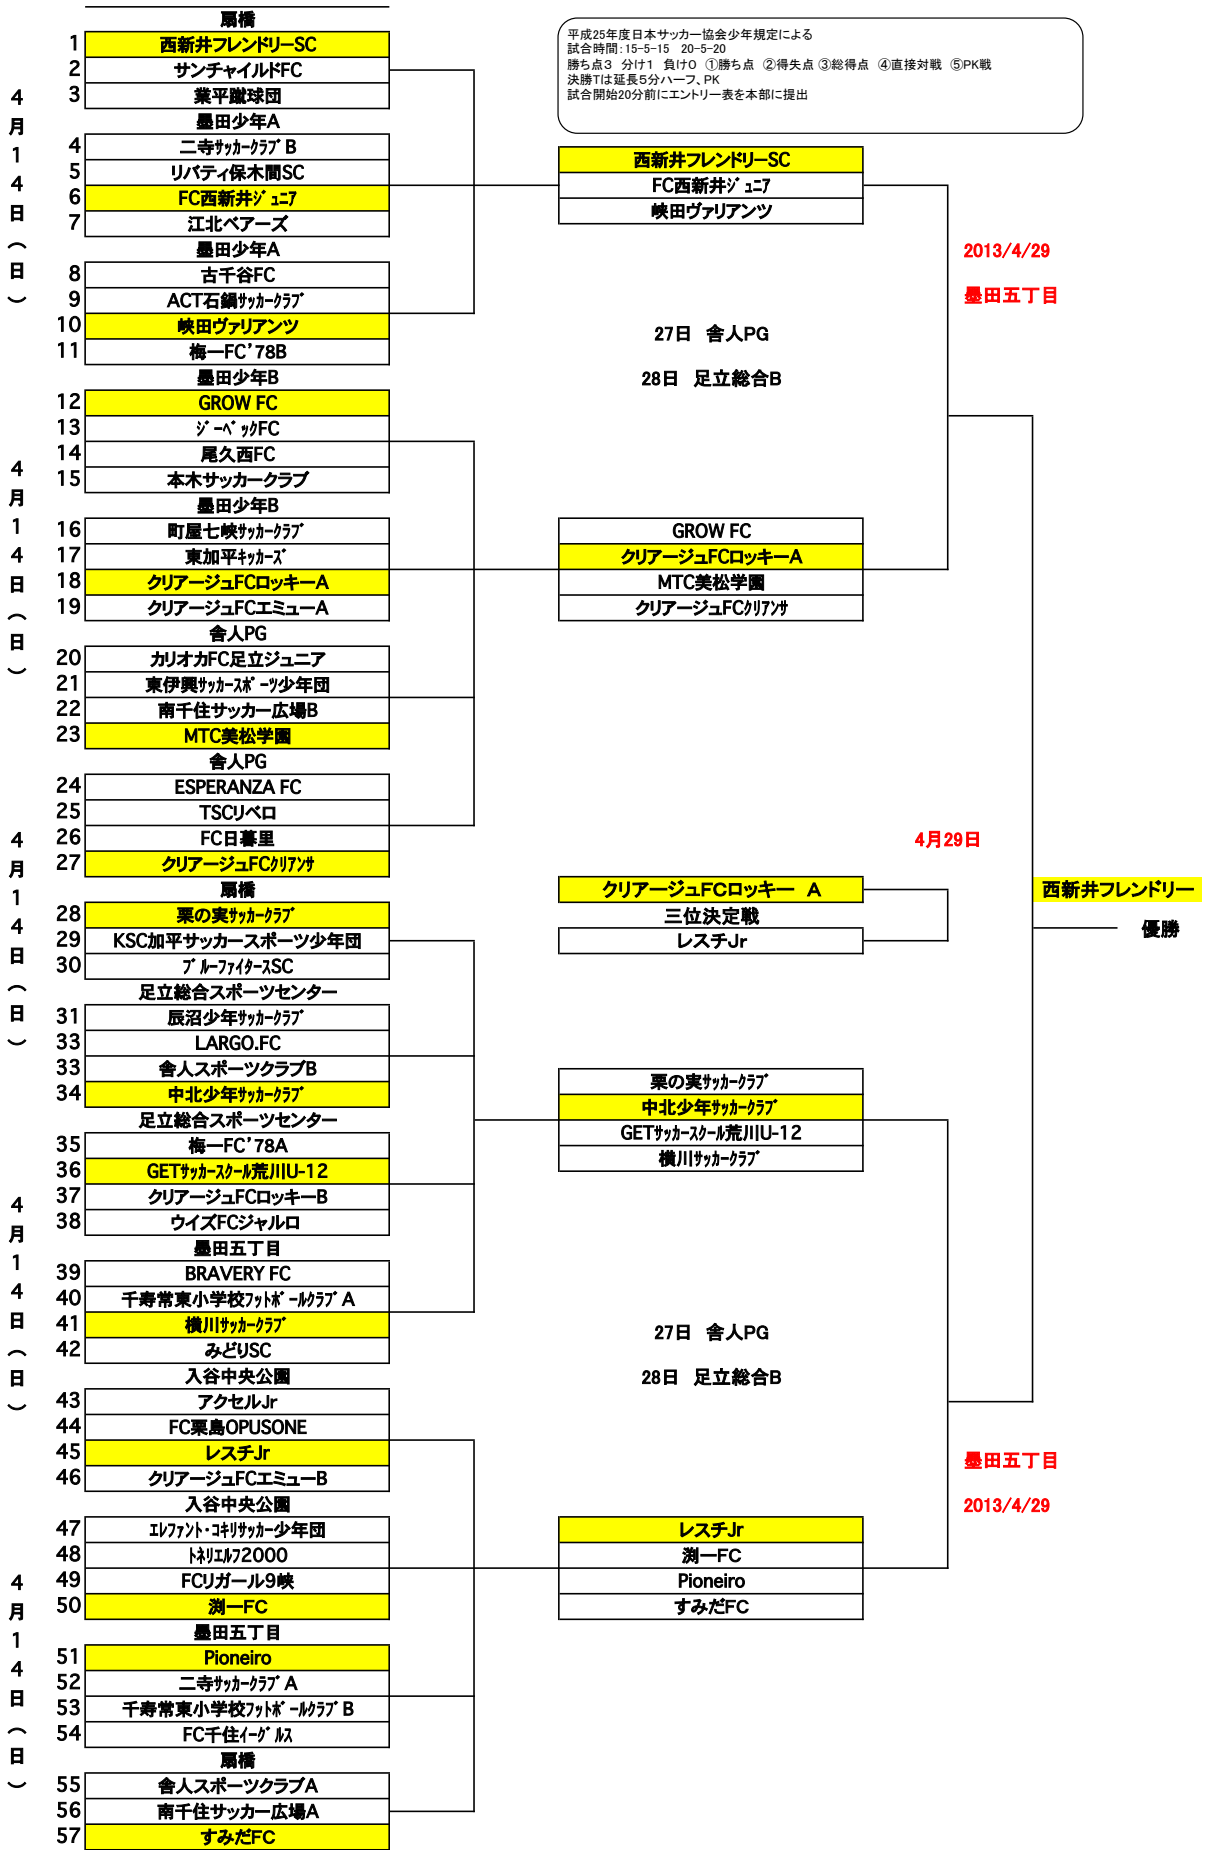 扇橋
1 西新井フレンドリーSC
2 サンチャイルドFC
3 業平蹴球団
墨田少年A
4 二寺ｻｯｶｰｸﾗﾌﾞB
5 リバティ保木間SC
6 FC西新井ｼﾞｭﾆｱ
7 江北ベアーズ
墨田少年A
8 古千谷FC
9 ACT石鍋ｻｯｶｰｸﾗﾌﾞ
10 峡田ヴァリアンツ
11 梅一FC’78B
墨田少年B
12 GROW FC
13 ｼﾞｰﾍﾞｯｸFC
14 尾久西FC
15 本木サッカークラブ
墨田少年B
16 町屋七峡ｻｯｶｰｸﾗﾌﾞ
17 東加平ｷｯｶｰｽﾞ
18 クリアージュFCロッキーA
19 クリアージュFCエミューA
舎人PG
20 カリオカFC足立ジュニア
21 東伊興ｻｯｶｰｽﾎﾟｰﾂ少年団
22 南千住サッカー広場B
23 MTC美松学園
舎人PG
24 ESPERANZA FC
25 TSCリベロ
26 FC日暮里
27 クリアージュFCｸﾘｱﾝｻ
扇橋
28 栗の実ｻｯｶｰｸﾗﾌﾞ
29 KSC加平サッカースポーツ少年団
30 ﾌﾞﾙｰﾌｧｲﾀｰｽSC
足立総合スポーツセンター
31 辰沼少年ｻｯｶｰｸﾗﾌﾞ
33 LARGO.FC
33 舎人スポーツクラブB
34 中北少年ｻｯｶｰｸﾗﾌﾞ
足立総合スポーツセンター
35 梅一FC’78A
36 GETｻｯｶｰｽｸｰﾙ荒川U-12
37 クリアージュFCロッキーB
38 ウイズFCジャルロ
墨田五丁目
39 BRAVERY FC
40 千寿常東小学校ﾌｯﾄﾎﾞｰﾙｸﾗﾌﾞA
41 横川ｻｯｶｰｸﾗﾌﾞ
42 みどりSC
入谷中央公園
43 アクセルJr
44 FC栗島OPUSONE
45 レスチJr
46 クリアージュFCエミューB
入谷中央公園
47 ｴﾚﾌｧﾝﾄ･ｺｷﾘｻｯｶｰ少年団
48 ﾄﾈﾘｴﾙﾌ2000
49 FCリガール9峡
50 渕一FC
墨田五丁目
51 Pioneiro
52 二寺ｻｯｶｰｸﾗﾌﾞA
53 千寿常東小学校ﾌｯﾄﾎﾞｰﾙｸﾗﾌﾞB
54 FC千住ｲｰｸﾞﾙｽ
扇橋
55 舎人スポーツクラブA
56 南千住サッカー広場A
57 すみだFC
4月14日（日）
4月14日（日）
4月14日（日）
4月14日（日）
4月14日（日）
平成25年度日本サッカー協会少年規定による
試合時間：15-5-15　20-5-20
勝ち点3　分け1　負け0　①勝ち点　②得失点 ③総得点　④直接対戦　⑤PK戦
決勝Tは延長5分ハーフ、PK
試合開始20分前にエントリー表を本部に提出
西新井フレンドリーSC
FC西新井ｼﾞｭﾆｱ
峡田ヴァリアンツ
2013/4/29
墨田五丁目
27日　舎人PG
28日　足立総合B
GROW FC
クリアージュFCロッキーA
MTC美松学園
クリアージュFCｸﾘｱﾝｻ
4月29日
クリアージュFCロッキー　A
三位決定戦
レスチJr
西新井フレンドリー
優勝
栗の実ｻｯｶｰｸﾗﾌﾞ
中北少年ｻｯｶｰｸﾗﾌﾞ
GETｻｯｶｰｽｸｰﾙ荒川U-12
横川ｻｯｶｰｸﾗﾌﾞ
27日　舎人PG
28日　足立総合B
墨田五丁目
2013/4/29
レスチJr
渕一FC
Pioneiro
すみだFC